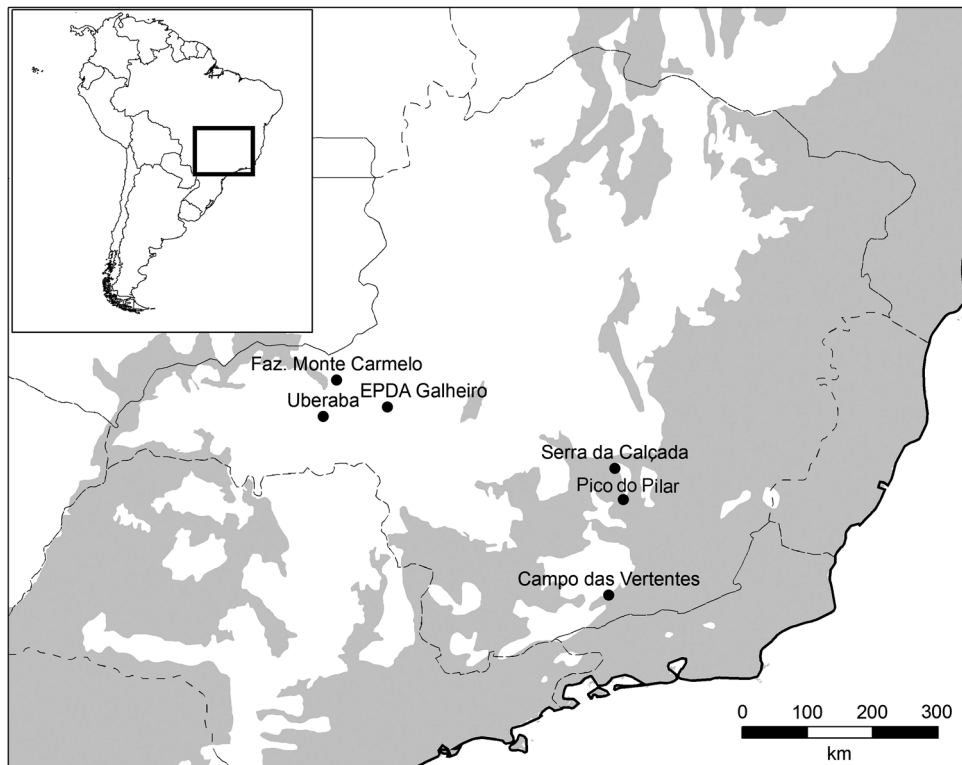 Faz. Monte Carmelo
EPDA Galheiro
Uberaba
Serra da Calçada
Pico do Pilar
Campo das Vertentes
0 100 200 300
km